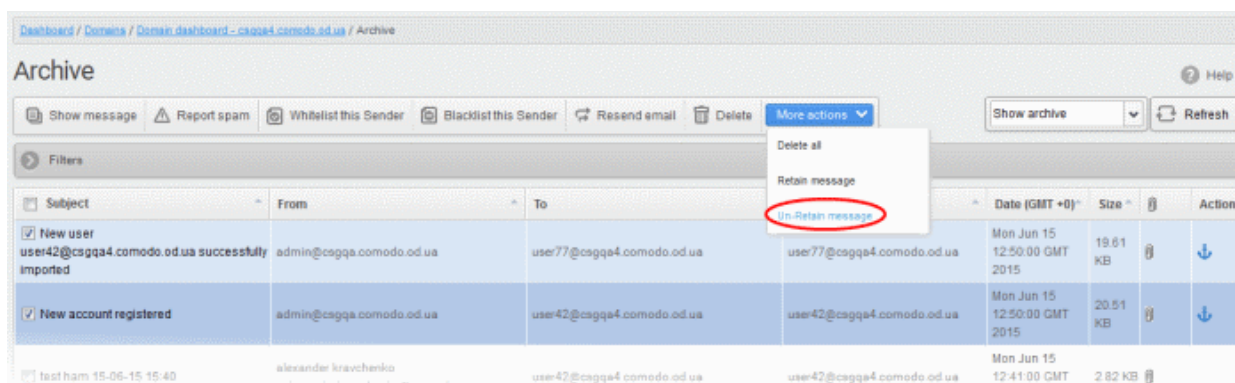 Dashboard / Domains / Domain dashboard - csgqa4.comodo.od.ua / Archive
Archive
Help
Show message Report spam Whitelist this Sender Blacklist this Sender Resend email Delete More actions Show archive Refresh
Delete all
Filters
Retain message
Subject From To Date (GMT +0) Size Action
Un-Retain message
New user
user42@csgqa4.comodo.od.ua successfully
imported
admin@csgqa.comodo.od.ua user77@csgqa4.comodo.od.ua user77@csgqa4.comodo.od.ua
Mon Jun 15
12:50:00 GMT
2015
19.61
KB
New account registered admin@csgqa.comodo.od.ua user42@csgqa4.comodo.od.ua user42@csgqa4.comodo.od.ua
Mon Jun 15
12:50:00 GMT
2015
20.51
KB
test ham 15-06-15 15:40
alexander kravchenko
user42@csgqa4.comodo.od.ua user42@csgqa4.comodo.od.ua
Mon Jun 15
12:41:00 GMT
2.82 KB